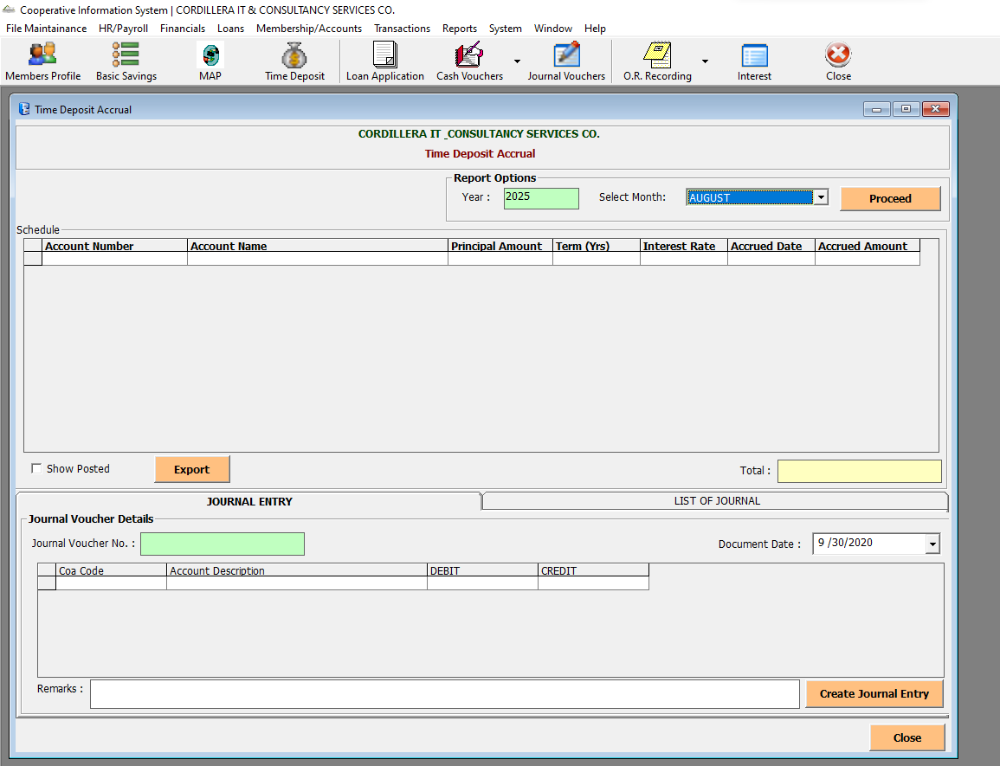 Cooperative Information System | CORDILLERA IT & CONSULTANCY SERVICES CO.
File Maintainance HR/Payroll Financials Loans Membership/Accounts Transactions Reports System Window Help
Members Profile Basic Savings MAP Time Deposit Loan Application Cash Vouchers Journal Vouchers O.R. Recording Interest Close
Time Deposit Accrual
CORDILLERA IT _CONSULTANCY SERVICES CO.
Time Deposit Accrual
Report Options
Year : 2025 Select Month: AUGUST Proceed
Schedule
Account Number Account Name Principal Amount Term (Yrs) Interest Rate Accrued Date Accrued Amount
Show Posted Export Total :
JOURNAL ENTRY LIST OF JOURNAL
Journal Voucher Details
Journal Voucher No. : Document Date : 9 /30/2020
Coa Code Account Description DEBIT CREDIT
Remarks : Create Journal Entry
Close